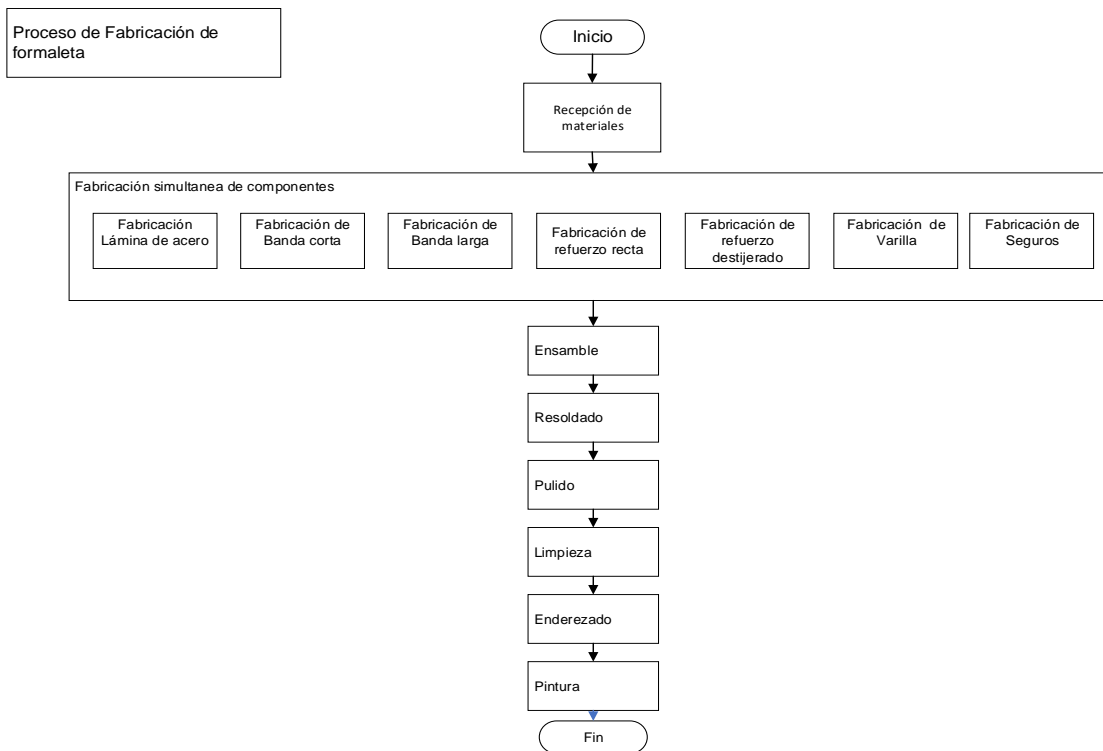 Proceso de Fabricación de
formaleta
Inicio
Recepción de
materiales
Fabricación simultanea de componentes
Fabricación
Lámina de acero
Fabricación de
Banda corta
Fabricación de
Banda larga
Fabricación de
refuerzo recta
Fabricación de
refuerzo
destijerado
Fabricación de
Varilla
Fabricación de
Seguros
Ensamble
Resoldado
Pulido
Limpieza
Enderezado
Pintura
Fin